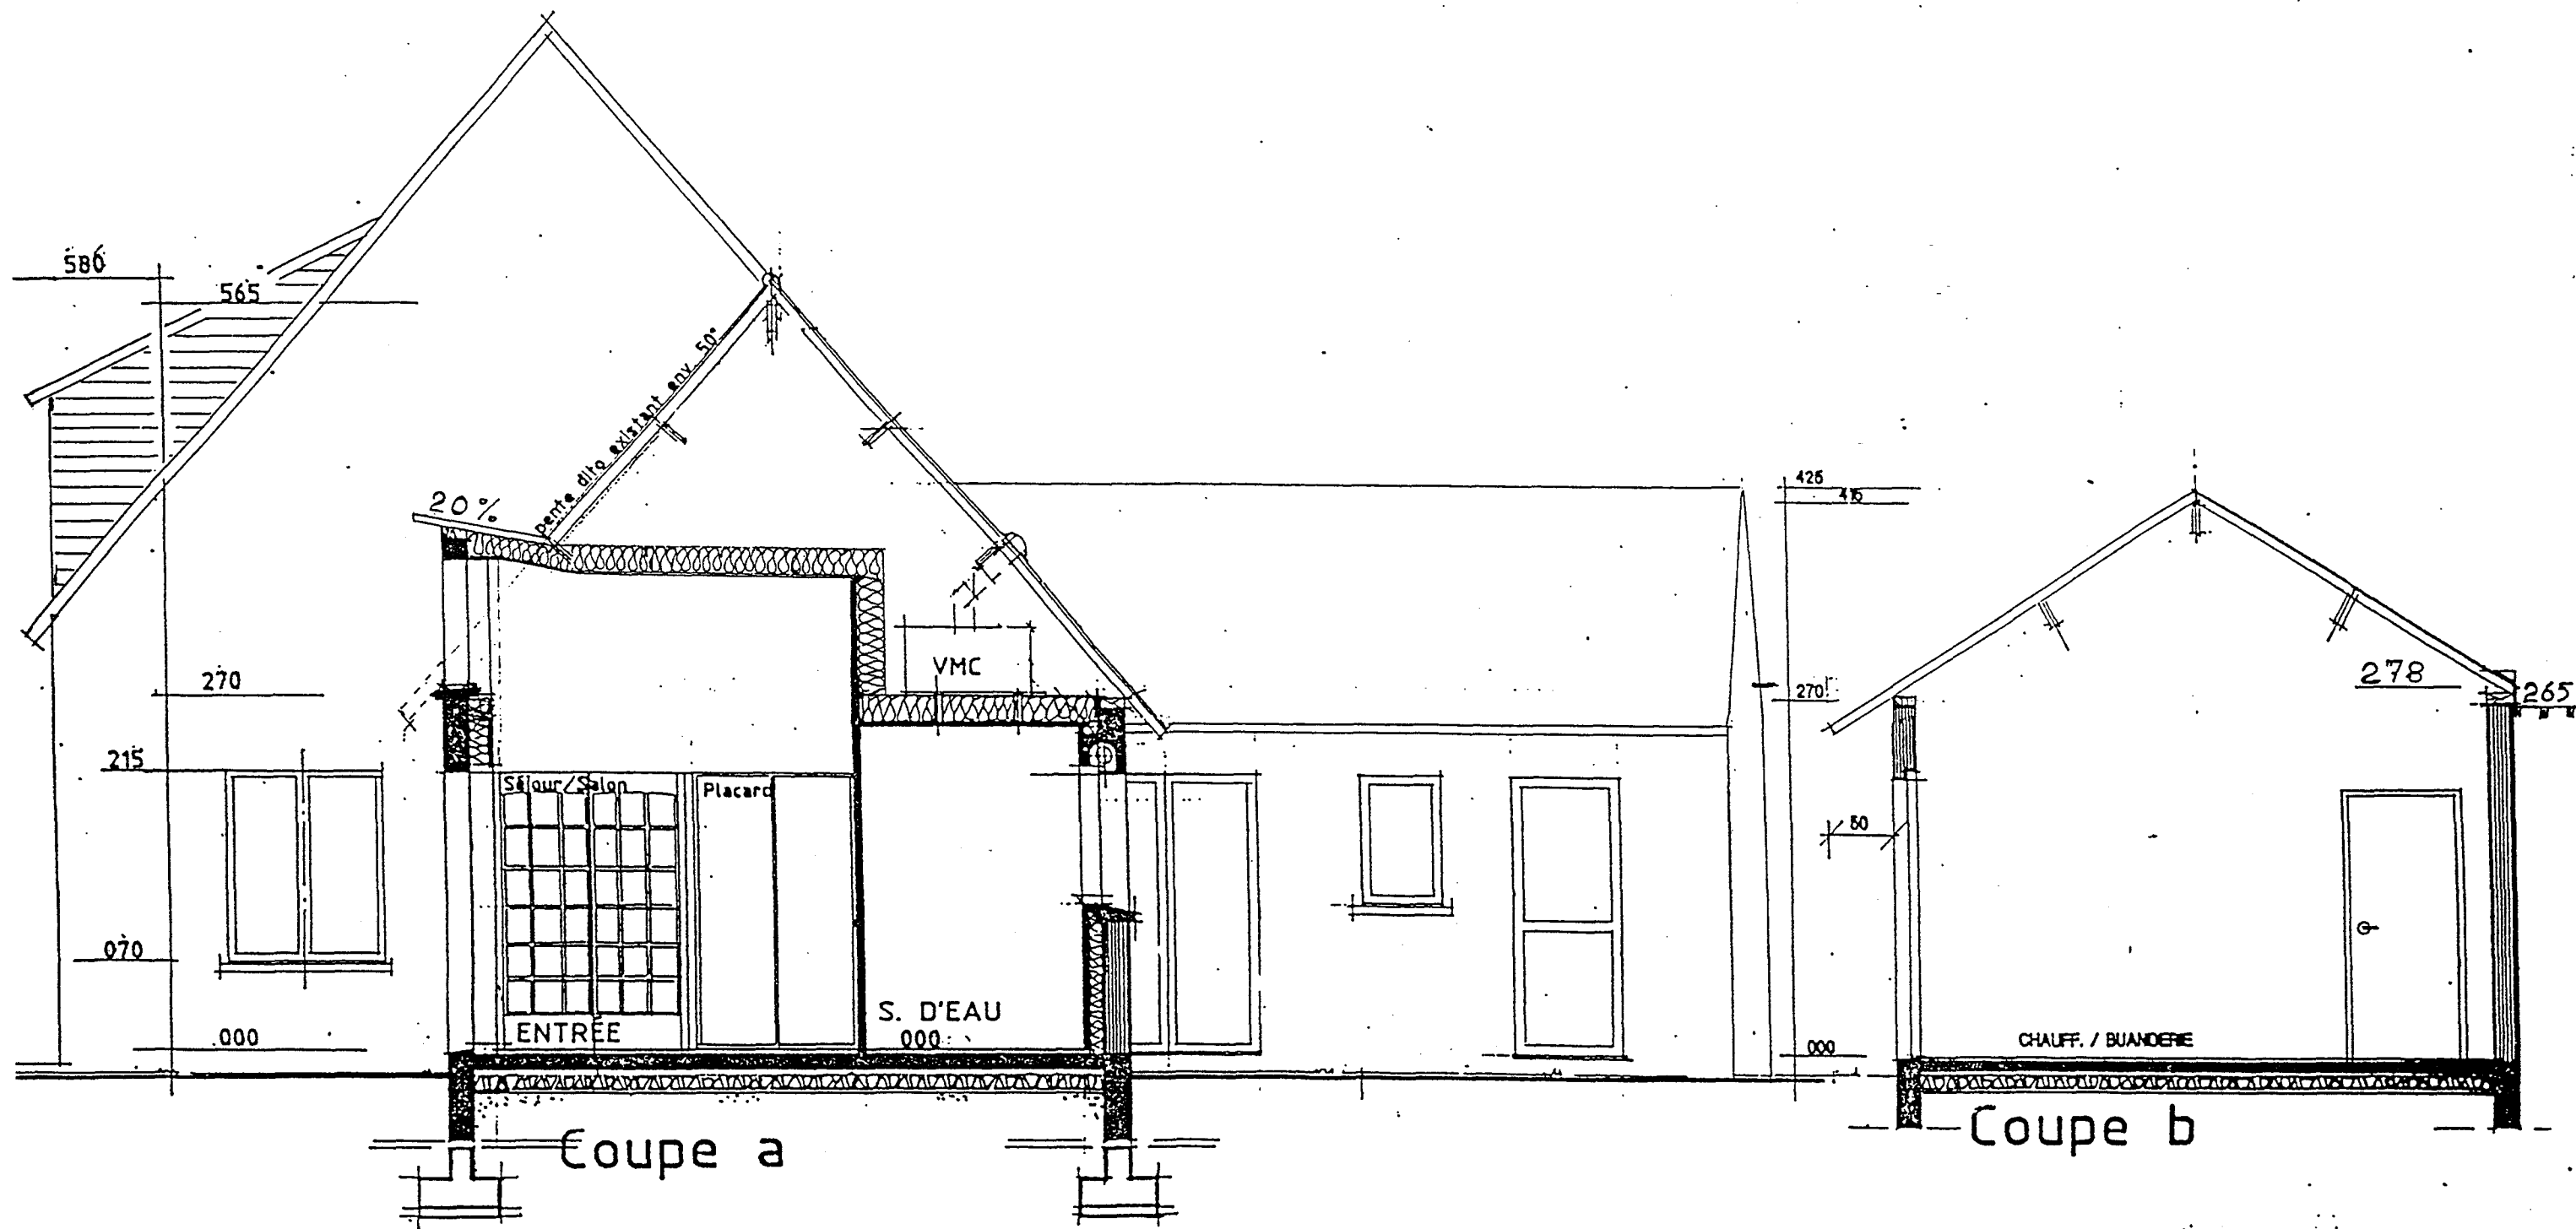 580
565
pente dito existant env. 50°
20%
270
215
070
000
VMC
Séjour/Salon
Placard
ENTRÉE
S. D'EAU
000
Coupe a
425
415
270
50
000
278
265
CHAUFF. / BUANDERIE
Coupe b